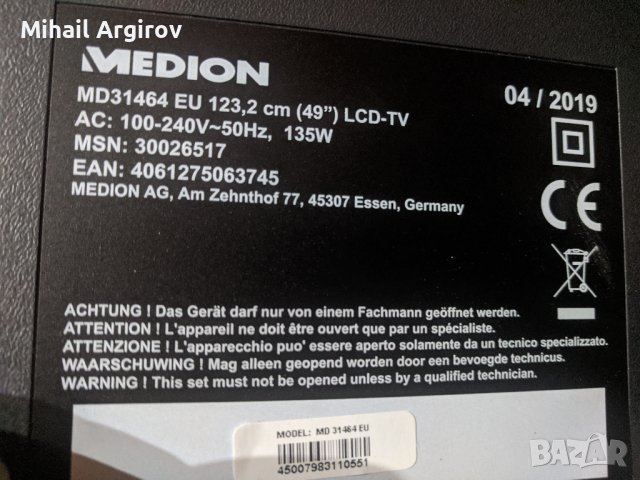 Mihail Argirov
MEDION
MD31464 EU 123,2 cm (49”) LCD-TV
04 / 2019
AC: 100-240V~50Hz, 135W
MSN: 30026517
EAN: 4061275063745
MEDION AG, Am Zehnthof 77, 45307 Essen, Germany
CE
ACHTUNG ! Das Gerät darf nur von einem Fachmann geöffnet werden.
ATTENTION ! L'appareil ne doit être ouvert que par un spécialiste.
ATTENZIONE ! L'apparecchio puo' essere aperto solamente da un tecnico specializzato.
WAARSCHUWING ! Mag alleen geopend worden door een bevoegde technicus.
WARNING ! This set must not be opened unless by a qualified technician.
MODEL: MD 31464 EU
45007983110551
BAZAR